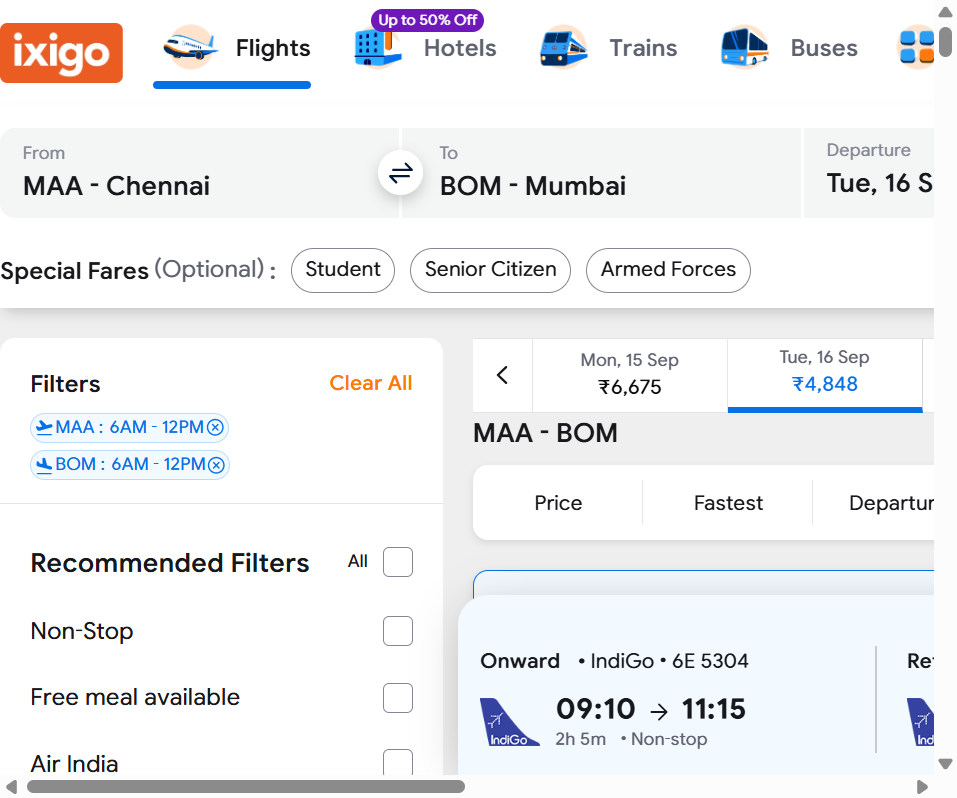 Up to 50% Off
ixigo Flights Hotels Trains Buses
From To Departure
MAA - Chennai BOM - Mumbai Tue, 16 S
Special Fares (Optional) : Student Senior Citizen Armed Forces
Filters Clear All
MAA : 6AM - 12PM
BOM : 6AM - 12PM
Recommended Filters All
Non-Stop
Free meal available
Air India
Mon, 15 Sep Tue, 16 Sep
₹6,675 ₹4,848
MAA - BOM
Price Fastest Departur
Onward • IndiGo • 6E 5304 Re
09:10 → 11:15
IndiGo 2h 5m • Non-stop Ind